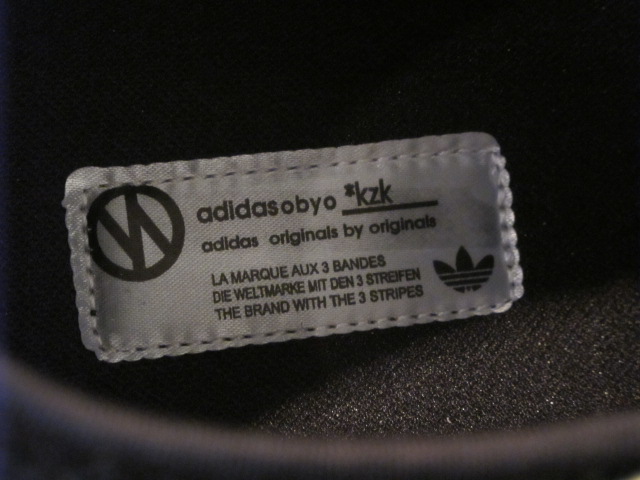 adidasobyo *kzk
adidas originals by originals
LA MARQUE AUX 3 BANDES
DIE WELTMARKE MIT DEN 3 STREIFEN
THE BRAND WITH THE 3 STRIPES